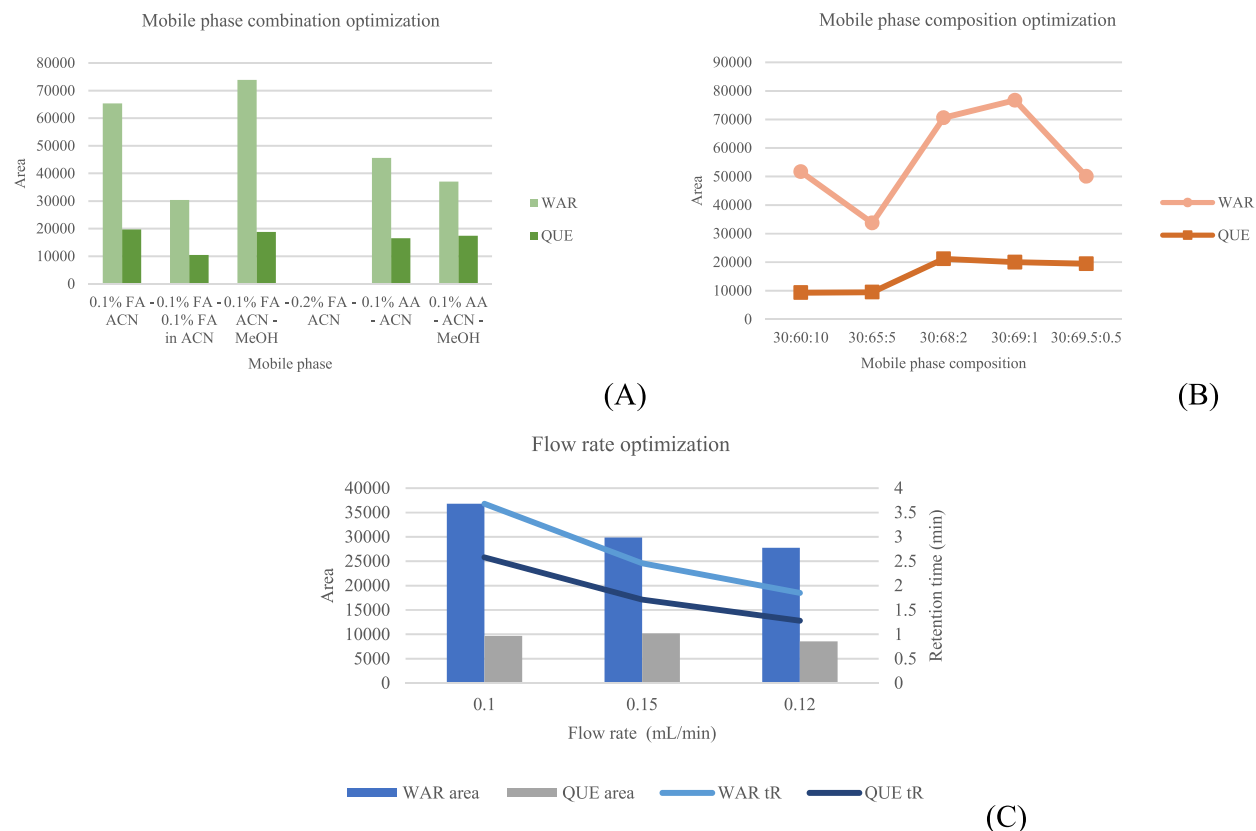 Mobile phase combination optimization
80000
70000
60000
50000
40000
30000
20000
10000
0
Area
0.1% FA - 0.1% FA - 0.1% FA - 0.2% FA - 0.1% AA 0.1% AA
ACN 0.1% FA ACN - ACN - ACN - ACN -
in ACN MeOH MeOH
Mobile phase
WAR
QUE
(A)
Mobile phase composition optimization
90000
80000
70000
60000
50000
40000
30000
20000
10000
0
Area
30:60:10 30:65:5 30:68:2 30:69:1 30:69.5:0.5
Mobile phase composition
WAR
QUE
(B)
Flow rate optimization
40000
35000
30000
25000
20000
15000
10000
5000
0
Area
4
3.5
3
2.5
2
1.5
1
0.5
0
Retention time (min)
0.1 0.15 0.12
Flow rate (mL/min)
WAR area QUE area WAR tR QUE tR
(C)